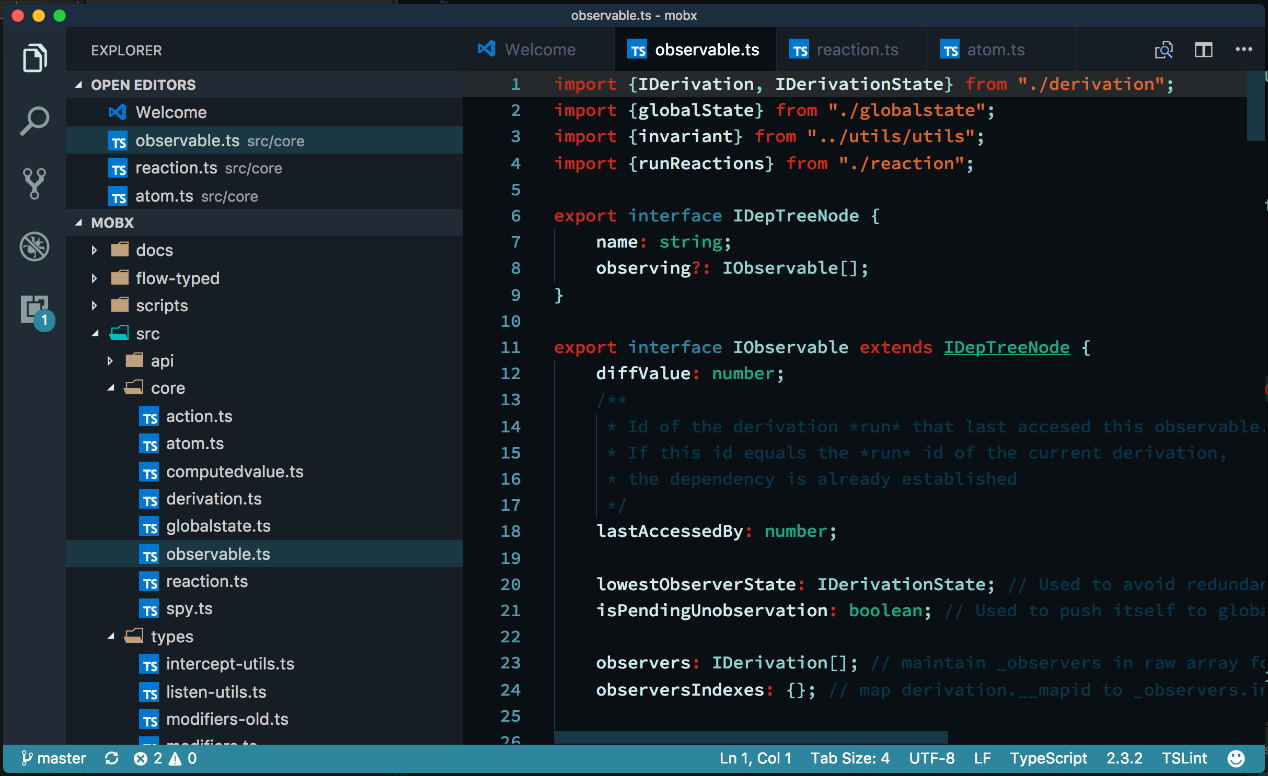 observable.ts - mobx
EXPLORER
OPEN EDITORS
Welcome
observable.ts src/core
reaction.ts src/core
atom.ts src/core
MOBX
docs
flow-typed
scripts
src
api
core
TS action.ts
TS atom.ts
TS computedvalue.ts
TS derivation.ts
TS globalstate.ts
TS observable.ts
TS reaction.ts
TS spy.ts
types
TS intercept-utils.ts
TS listen-utils.ts
TS modifiers-old.ts
modifiers.ts
1
Welcome TS observable.ts TS reaction.ts TS atom.ts
1 import {IDerivation, IDerivationState} from "./derivation";
2 import {globalState} from "./globalstate";
3 import {invariant} from "../utils/utils";
4 import {runReactions} from "./reaction";
5
6 export interface IDepTreeNode {
7 name: string;
8 observing?: IObservable[];
9 }
10
11 export interface IObservable extends IDepTreeNode {
12 diffValue: number;
13 /**
14 * Id of the derivation *run* that last accesed this observable.
15 * If this id equals the *run* id of the current derivation,
16 * the dependency is already established
17 */
18 lastAccessedBy: number;
19
20 lowestObserverState: IDerivationState; // Used to avoid redundan
21 isPendingUnobservation: boolean; // Used to push itself to globa
22
23 observers: IDerivation[]; // maintain _observers in raw array fo
24 observersIndexes: {}; // map derivation.__mapid to _observers.in
25
26
master 2 0 Ln 1, Col 1 Tab Size: 4 UTF-8 LF TypeScript 2.3.2 TSLint